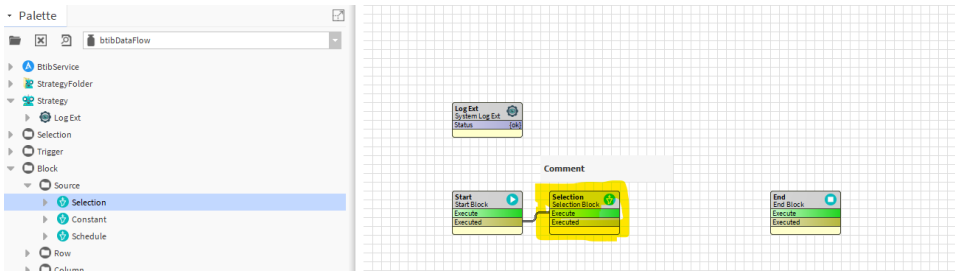 Palette
btibDataFlow
BtibService
StrategyFolder
Strategy
Log Ext
Selection
Trigger
Block
Source
Selection
Constant
Schedule
Row
Column
Log Ext
System Log Ext
Status {ok}
Comment
Start
Start Block
Execute
Executed
Selection
Selection Block
Execute
Executed
End
End Block
Execute
Executed